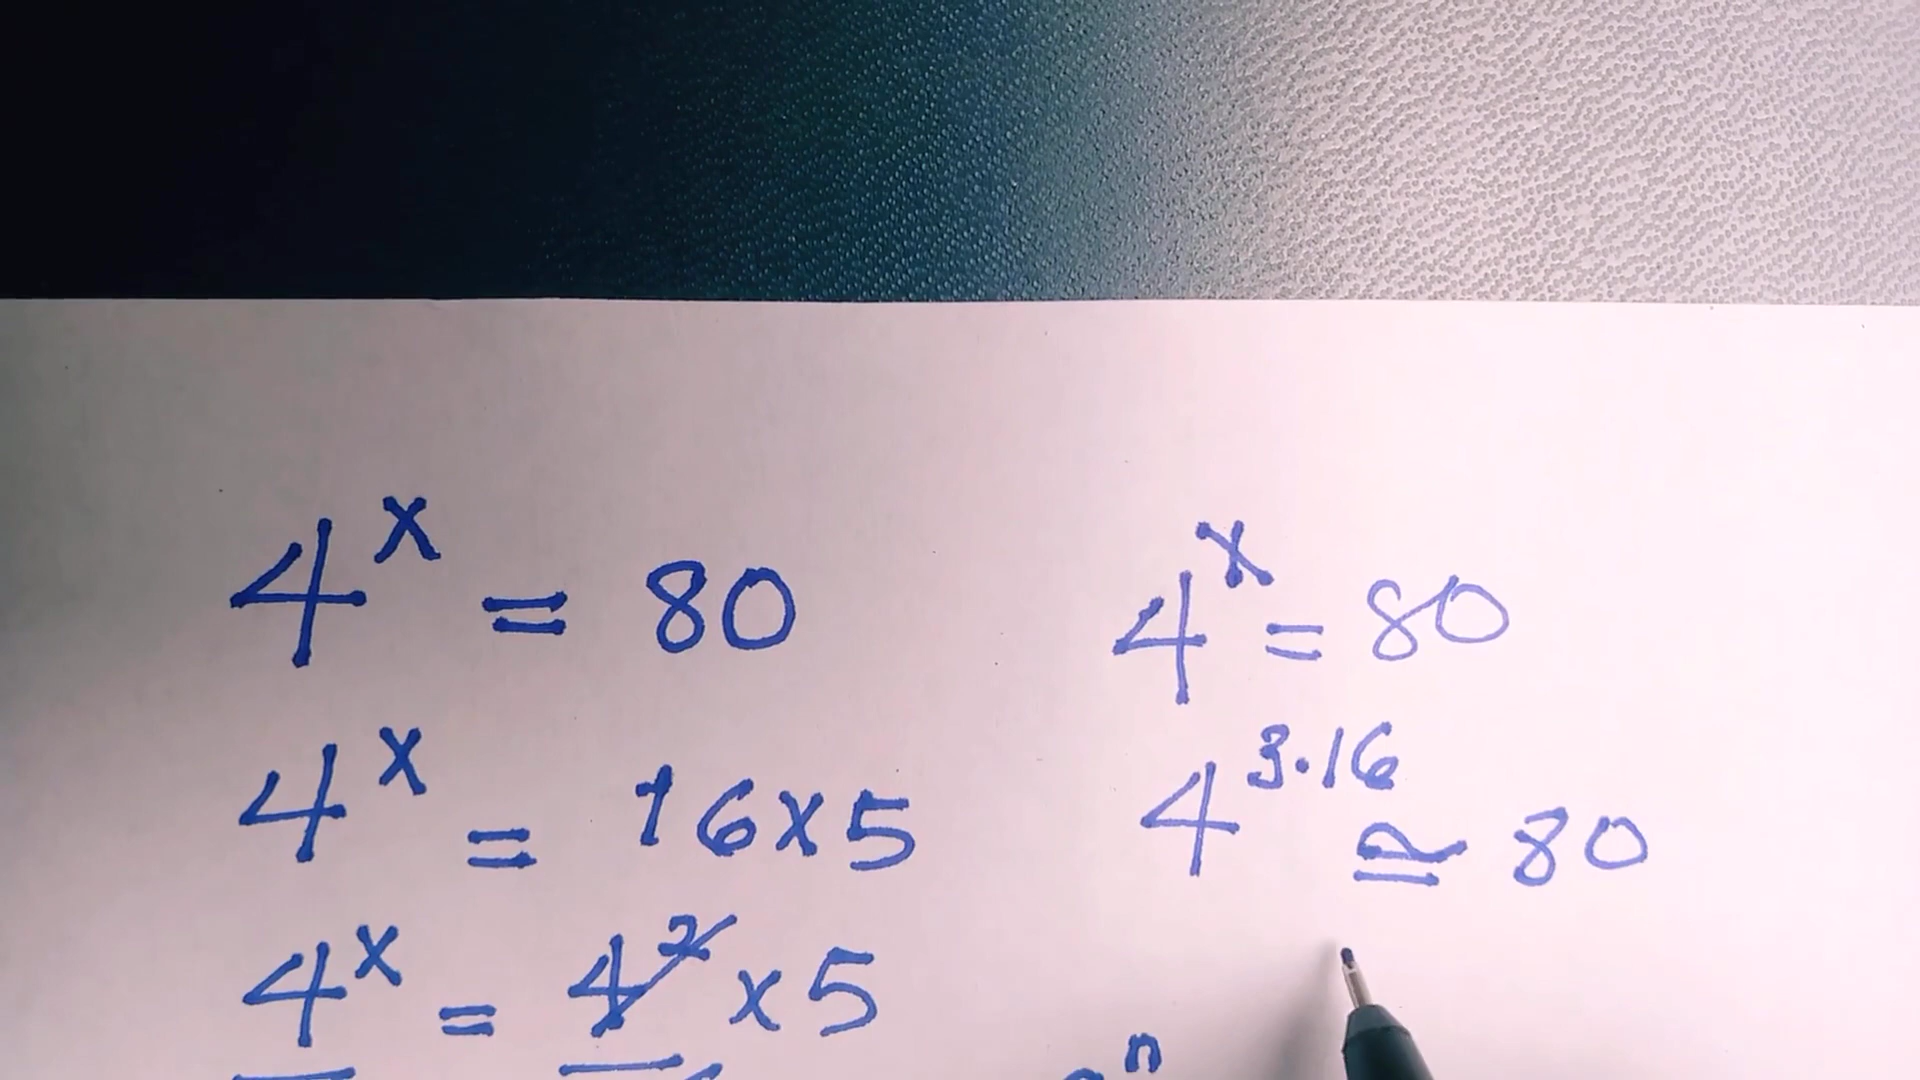 4^x = 80
4^x = 16x5
4^x = 4^2 x5
4^x = 80
4^3.16 ≅ 80
n